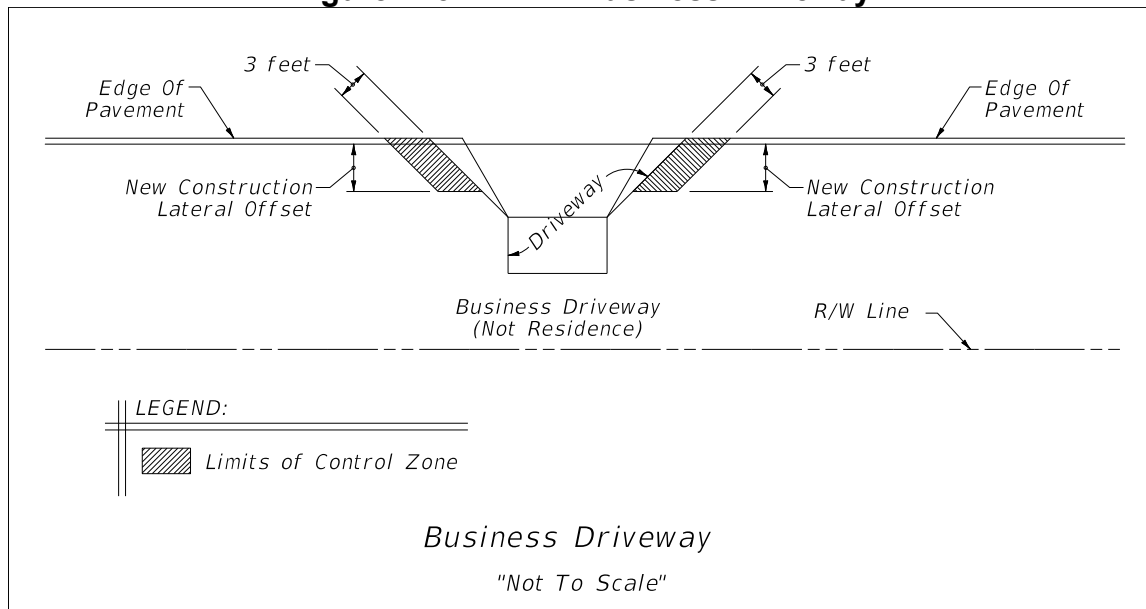 3 feet
3 feet
Edge Of
Pavement
Edge Of
Pavement
New Construction
Lateral Offset
Driveway
New Construction
Lateral Offset
Business Driveway
(Not Residence)
R/W Line
LEGEND:
Limits of Control Zone
Business Driveway
"Not To Scale"